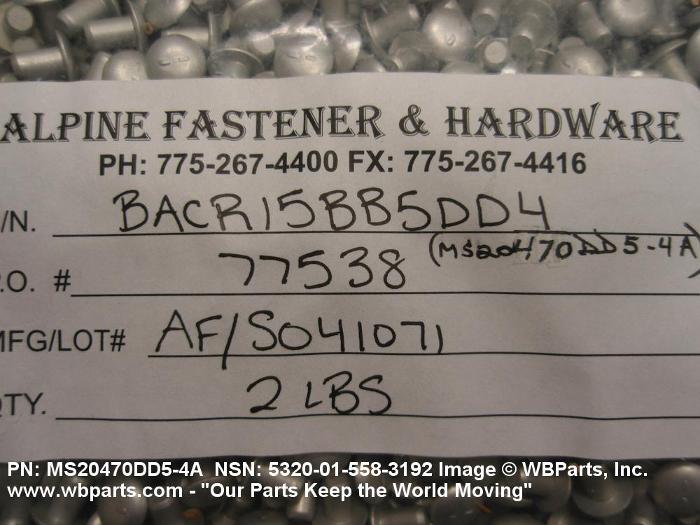 ALPINE FASTENER & HARDWARE
PH: 775-267-4400 FX: 775-267-4416
/N. BACR15BB5DD4
(MS20470DD5-4A)
.O. # 77538
MFG/LOT# AF/SO41071
QTY. 2 LBS
PN: MS20470DD5-4A NSN: 5320-01-558-3192 Image © WBParts, Inc.
www.wbparts.com - "Our Parts Keep the World Moving"